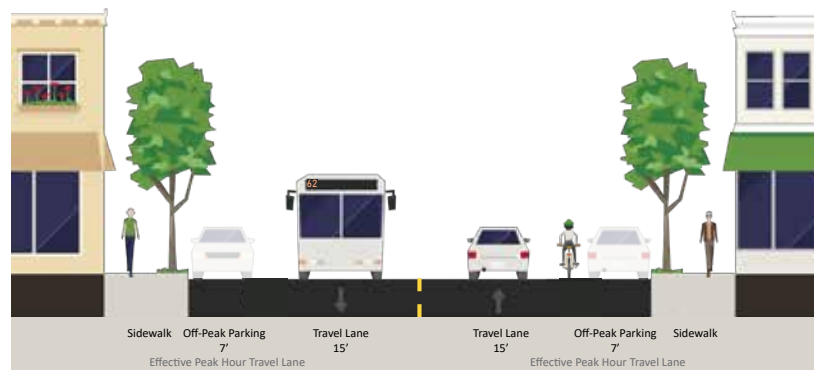 62
Sidewalk Off-Peak Parking Travel Lane Travel Lane Off-Peak Parking Sidewalk
7' 15' 15' 7'
Effective Peak Hour Travel Lane Effective Peak Hour Travel Lane